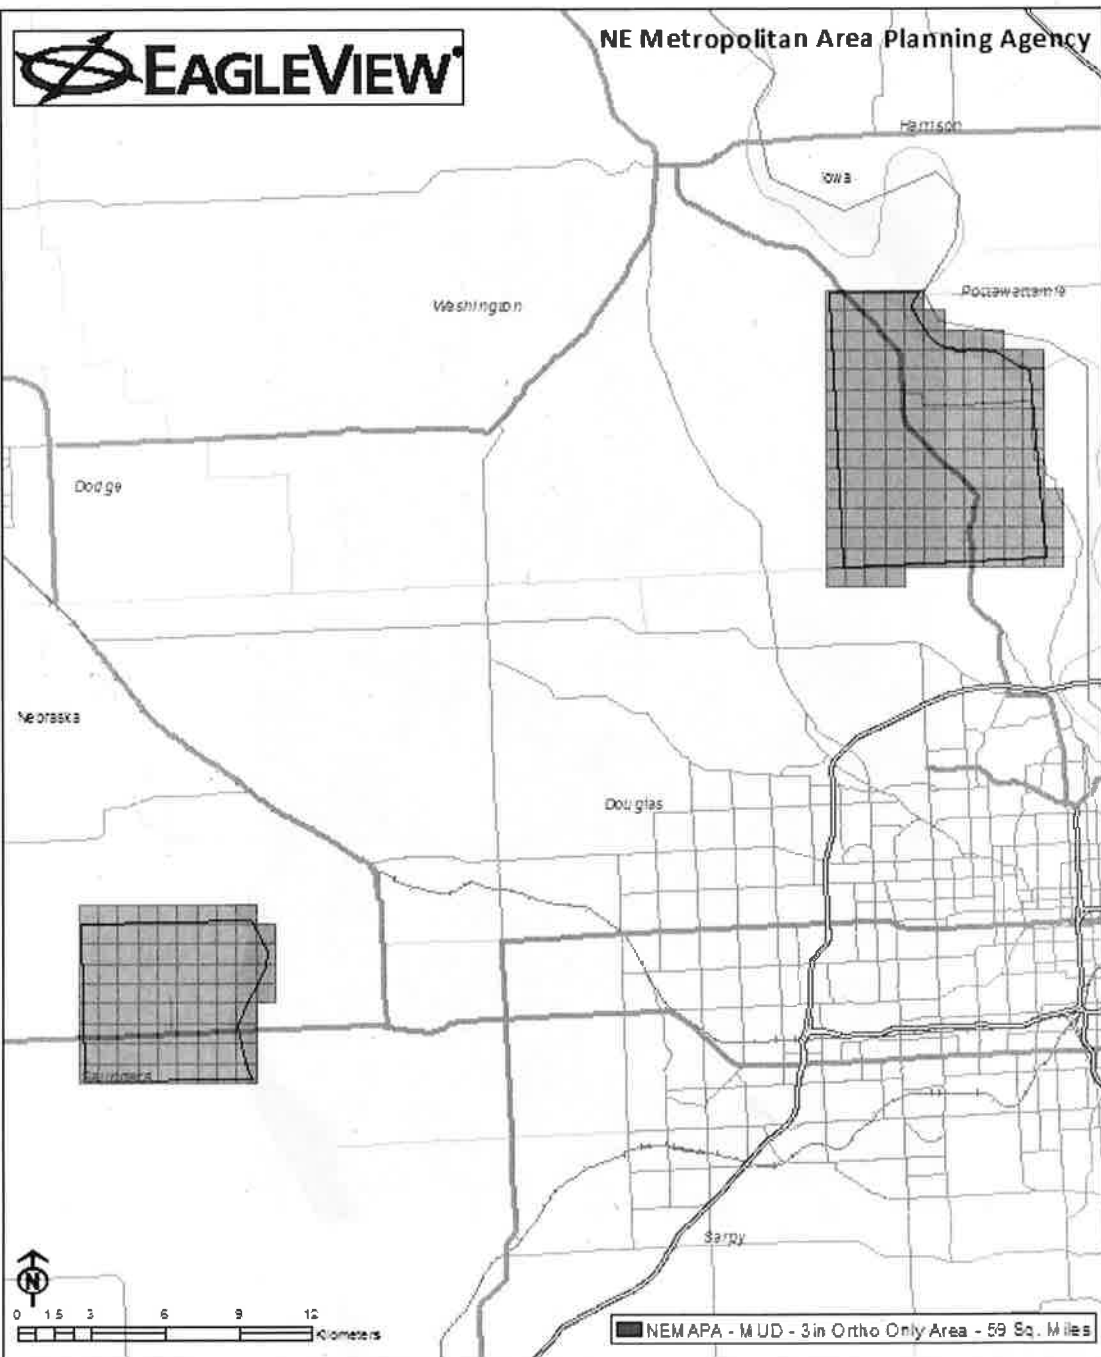 EAGLEVIEW®
NE Metropolitan Area Planning Agency
Harrison
Iowa
Pottawattamie
Washington
Dodge
Nebraska
Douglas
Saunders
Sarpy
N
0 1.5 3 6 9 12
Kilometers
NEMAPA - MUD - 3in Ortho Only Area - 59 Sq. Miles